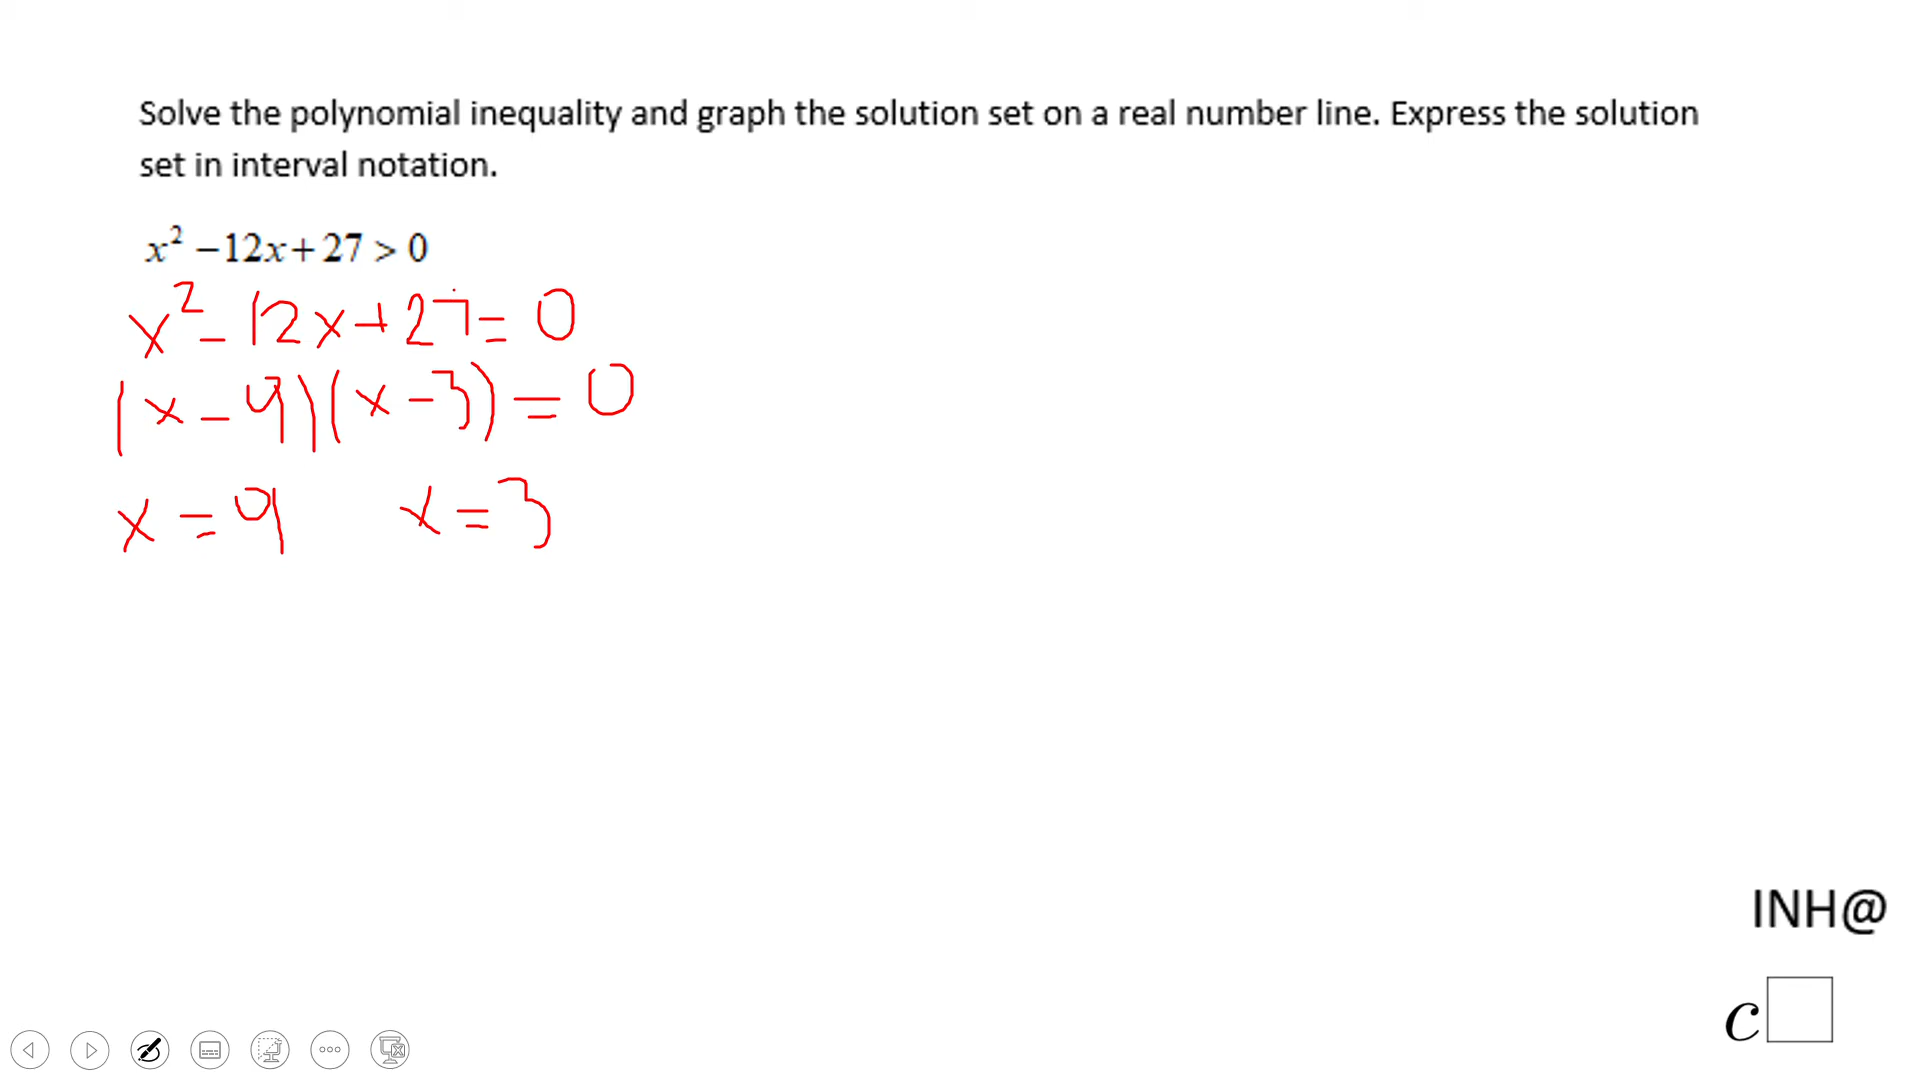 Solve the polynomial inequality and graph the solution set on a real number line. Express the solution
set in interval notation.
x² − 12x + 27 > 0
x² − 12x + 27 = 0
(x − 9)(x − 3) = 0
x = 9 x = 3
INH@
c